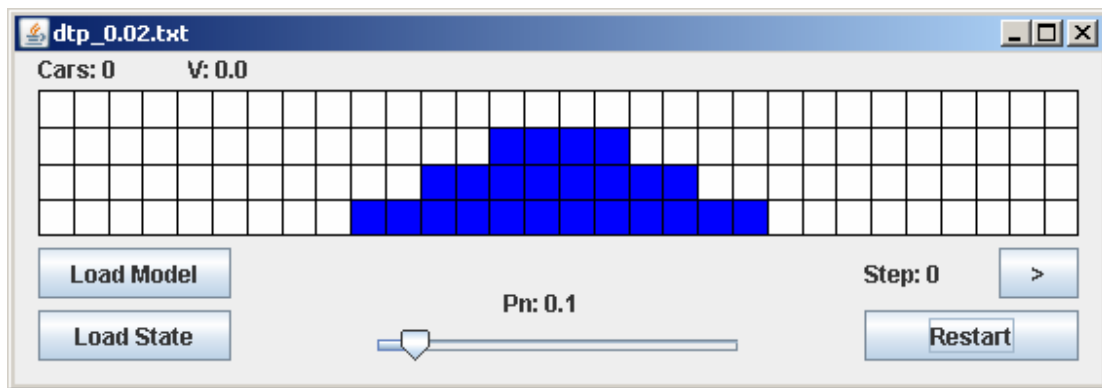 dtp_0.02.txt
Cars: 0 V: 0.0
Load Model
Step: 0 >
Pn: 0.1
Load State
Restart